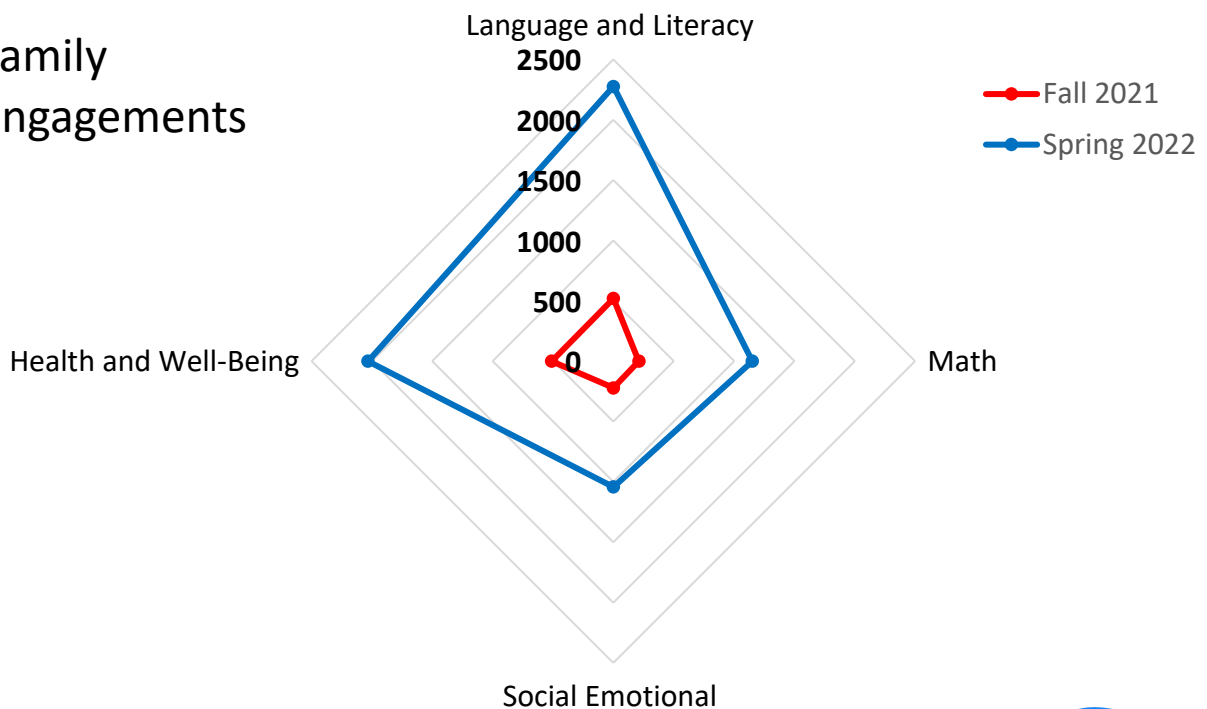 Language and Literacy
amily
ngagements
2500
2000
1500
1000
500
0
Fall 2021
Spring 2022
Health and Well-Being
Math
Social Emotional